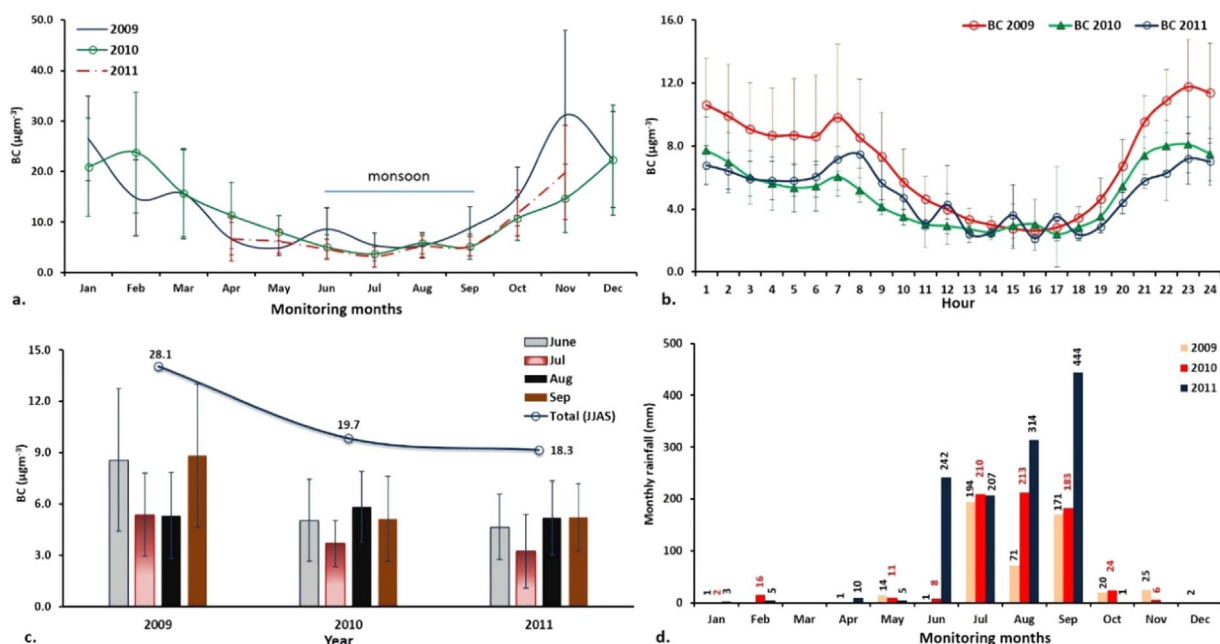 50.0
40.0
30.0
20.0
10.0
0.0
BC (µgm⁻³)
2009
2010
2011
monsoon
Jan Feb Mar Apr May Jun Jul Aug Sep Oct Nov Dec
a.
Monitoring months
16.0
12.0
8.0
4.0
0.0
BC (µgm⁻³)
BC 2009 BC 2010 BC 2011
1 2 3 4 5 6 7 8 9 10 11 12 13 14 15 16 17 18 19 20 21 22 23 24
b.
Hour
15.0
12.0
9.0
6.0
3.0
0.0
BC (µgm⁻³)
28.1
19.7
18.3
June
Jul
Aug
Sep
Total (JJAS)
2009 2010 2011
c.
Year
500
400
300
200
100
0
Monthly rainfall (mm)
2009
2010
2011
1 2 3
16 5
1 10
14 11 5
1 8 242
194 210 207
71 213 314
171 183 444
20 24 1
25 6
2
Jan Feb Mar Apr May Jun Jul Aug Sep Oct Nov Dec
d.
Monitoring months